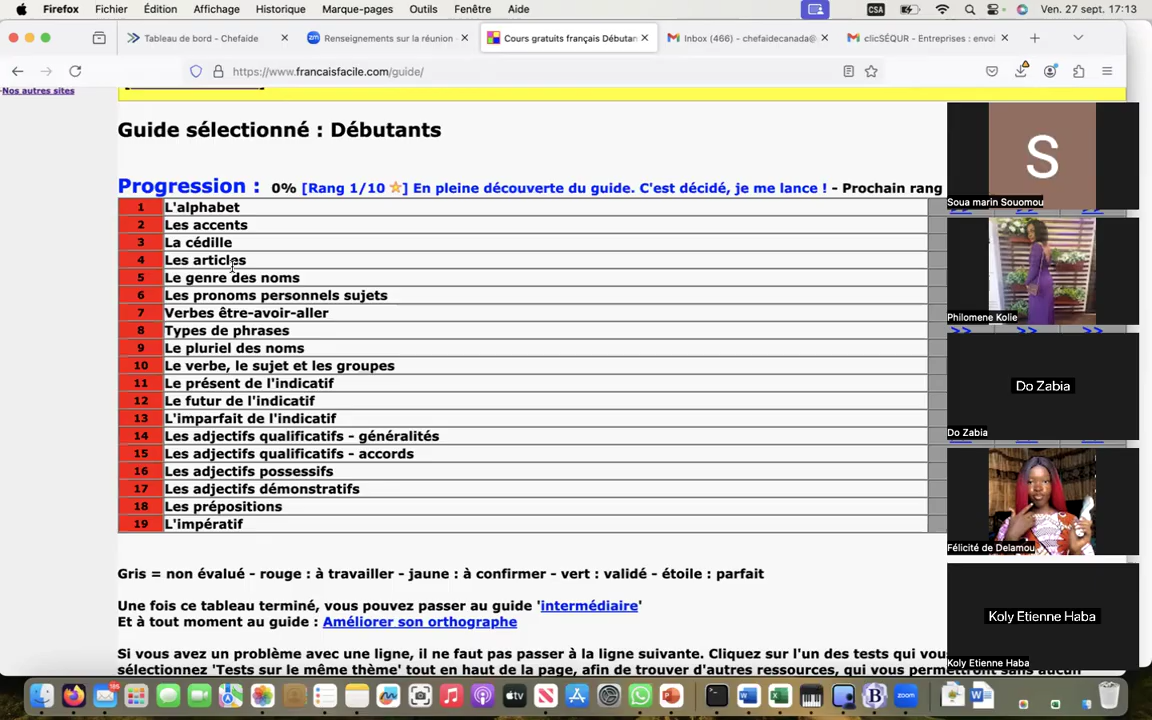 Firefox Fichier Édition Affichage Historique Marque-pages Outils Fenêtre Aide CSA Ven. 27 sept. 17:13
Tableau de bord - Chefaide Renseignements sur la réunion - Cours gratuits français Débutan Inbox (466) - chefaidecanada@ clicSÉQUR - Entreprises : envoi
https://www.francaisfacile.com/guide/
Nos autres sites
Guide sélectionné : Débutants
Progression : 0% [Rang 1/10 ] En pleine découverte du guide. C'est décidé, je me lance ! - Prochain rang
1 L'alphabet
2 Les accents
3 La cédille
4 Les articles
5 Le genre des noms
6 Les pronoms personnels sujets
7 Verbes être-avoir-aller
8 Types de phrases
9 Le pluriel des noms
10 Le verbe, le sujet et les groupes
11 Le présent de l'indicatif
12 Le futur de l'indicatif
13 L'imparfait de l'indicatif
14 Les adjectifs qualificatifs - généralités
15 Les adjectifs qualificatifs - accords
16 Les adjectifs possessifs
17 Les adjectifs démonstratifs
18 Les prépositions
19 L'impératif
Gris = non évalué - rouge : à travailler - jaune : à confirmer - vert : validé - étoile : parfait
Une fois ce tableau terminé, vous pouvez passer au guide 'intermédiaire'
Et à tout moment au guide : Améliorer son orthographe
Si vous avez un problème avec une ligne, il ne faut pas passer à la ligne suivante. Cliquez sur l'un des tests qui vou
sélectionnez 'Tests sur le même thème' tout en haut de la page, afin de trouver d'autres ressources, qui vous perm
S
Soua marin Souomou
>> >> >>
Philomene Kolie
>> >> >>
Do Zabia
Do Zabia
Félicité de Delamou
Koly Etienne Haba
Koly Etienne Haba
zoom